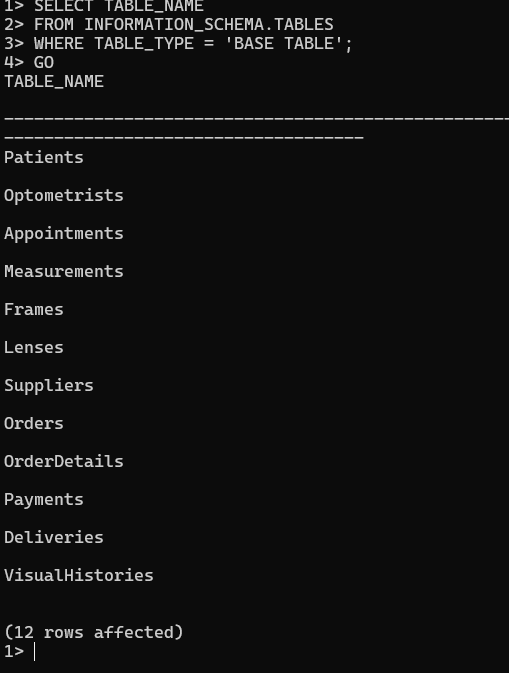 1> SELECT TABLE_NAME
2> FROM INFORMATION_SCHEMA.TABLES
3> WHERE TABLE_TYPE = 'BASE TABLE';
4> GO
TABLE_NAME
---------------------------------------------------
------------------------------------
Patients
Optometrists
Appointments
Measurements
Frames
Lenses
Suppliers
Orders
OrderDetails
Payments
Deliveries
VisualHistories
(12 rows affected)
1>